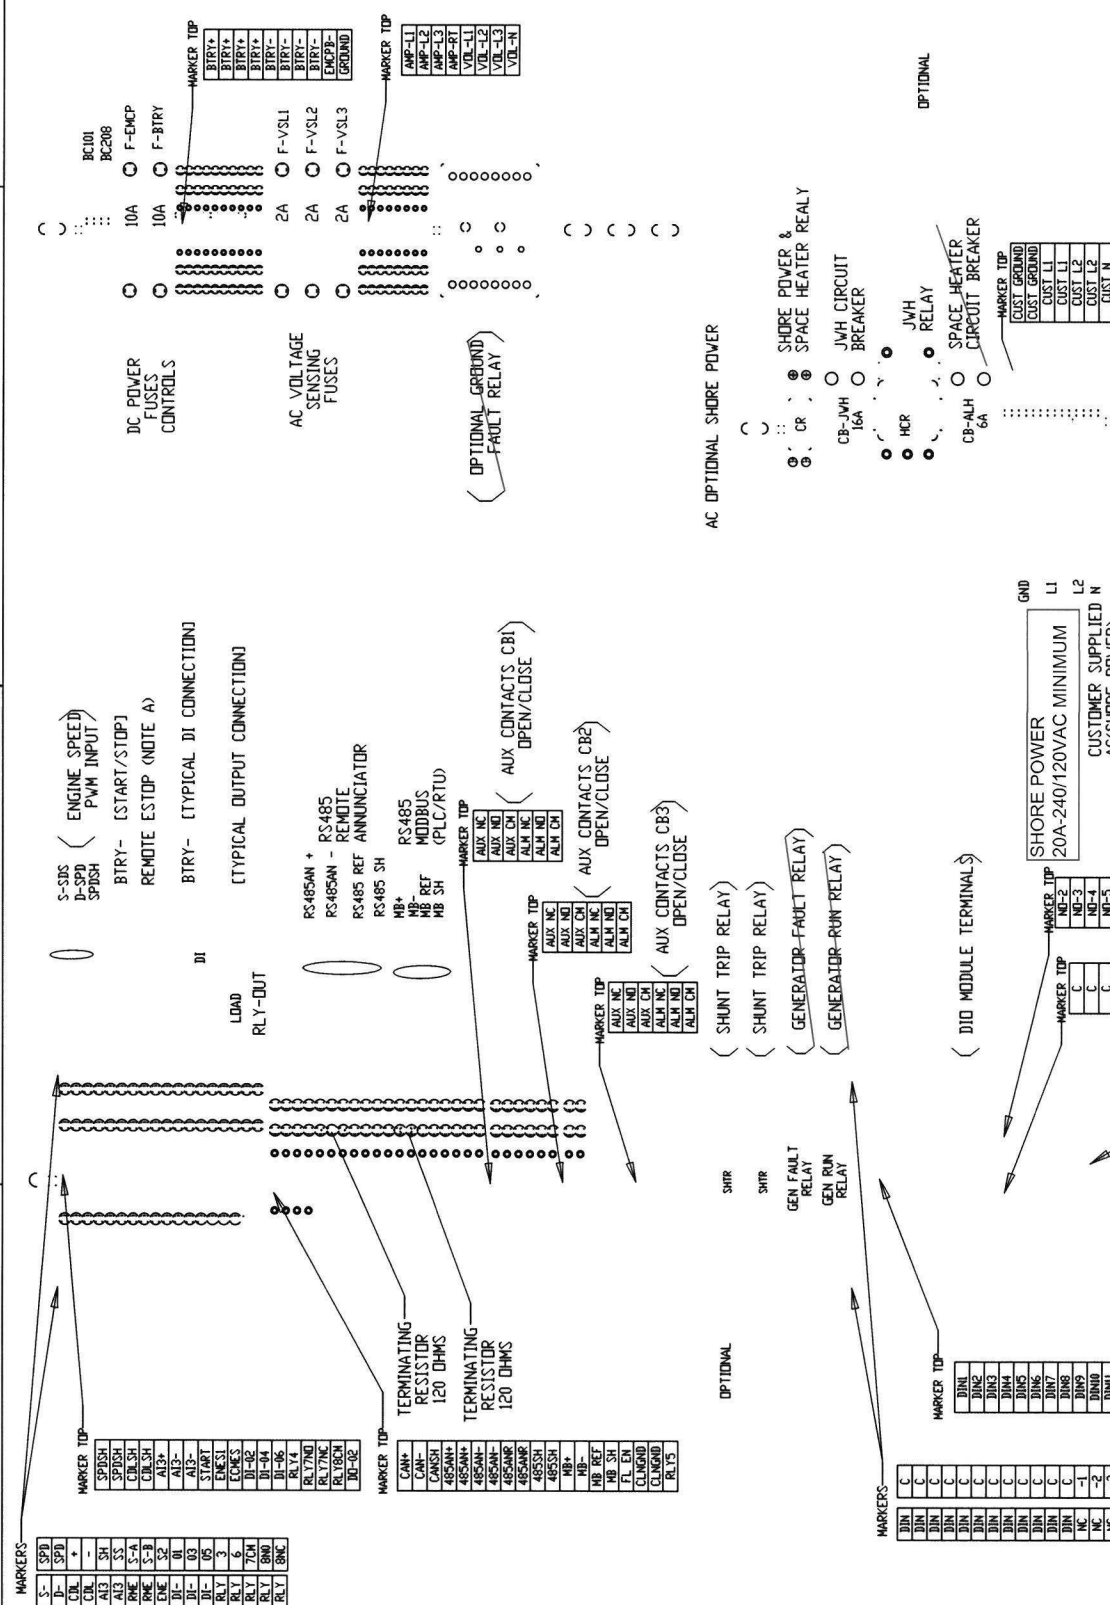 MARKERS
S- SPD
D- SPD
CDL +
CDL -
AI3 SH
AI3 SS
RME S-A
RME S-B
ENE S2
DI- 01
DI- 03
DI- 05
RLY 3
RLY 6
RLY 7CM
RLY 8NO
RLY 8NC
MARKER TOP
SPDSH
SPDSH
CDLSH
CDLSH
AI3+
AI3-
AI3-
START
ENES1
ECMES
DI-02
DI-04
DI-06
RLY4
RLY7NO
RLY7NC
RLY8CM
DO-02
MARKER TOP
CAN+
CAN-
CANSH
485AN+
485AN+
485AN-
485AN-
485ANR
485ANR
485SH
485SH
MB+
MB-
MB REF
MB SH
FL EN
CLNGND
CLNGND
RLY5
TERMINATING
RESISTOR
120 OHMS
TERMINATING
RESISTOR
120 OHMS
OPTIONAL
MARKERS
DIN C
DIN C
DIN C
DIN C
DIN C
DIN C
DIN C
DIN C
DIN C
DIN C
DIN C
DIN C
NC -1
NC -2
MARKER TOP
DIN1
DIN2
DIN3
DIN4
DIN5
DIN6
DIN7
DIN8
DIN9
DIN10
S-SDS
D-SPD
SPDSH
ENGINE SPEED
PWM INPUT
BTRY- [START/STOP]
REMOTE ESTOP (NOTE A)
DI
BTRY- [TYPICAL DI CONNECTION]
LOAD
RLY-OUT
[TYPICAL OUTPUT CONNECTION]
RS485AN +
RS485AN -
RS485 REF
RS485 SH
RS485
REMOTE
ANNUNCIATOR
MB+
MB-
MB REF
MB SH
RS485
MODBUS
(PLC/RTU)
MARKER TOP
AUX NC
AUX NO
AUX CM
ALM NC
ALM NO
ALM CM
AUX CONTACTS CB1
OPEN/CLOSE
MARKER TOP
AUX NC
AUX NO
AUX CM
ALM NC
ALM NO
ALM CM
AUX CONTACTS CB2
OPEN/CLOSE
MARKER TOP
AUX NC
AUX NO
AUX CM
ALM NC
ALM NO
ALM CM
AUX CONTACTS CB3
OPEN/CLOSE
SHTR
SHUNT TRIP RELAY
SHTR
SHUNT TRIP RELAY
GEN FAULT
RELAY
GENERATOR FAULT RELAY
GEN RUN
RELAY
GENERATOR RUN RELAY
DIO MODULE TERMINALS
MARKER TOP
C
C
C
MARKER TOP
NO-2
NO-3
NO-4
NO-5
SHORE POWER
20A-240/120VAC MINIMUM
GND
L1
L2
N
CUSTOMER SUPPLIED
BC101
BC208
DC POWER
FUSES
CONTROLS
10A F-EMCP
10A F-BTRY
MARKER TOP
BTRY+
BTRY+
BTRY+
BTRY+
BTRY-
BTRY-
BTRY-
BTRY-
EMCPB-
GROUND
AC VOLTAGE
SENSING
FUSES
2A F-VSL1
2A F-VSL2
2A F-VSL3
MARKER TOP
AMP-L1
AMP-L2
AMP-L3
AMP-RT
VOL-L1
VOL-L2
VOL-L3
VOL-N
OPTIONAL GROUND
FAULT RELAY
AC OPTIONAL SHORE POWER
CR
SHORE POWER &
SPACE HEATER REALY
CB-JWH
16A
JWH CIRCUIT
BREAKER
HCR
JWH
RELAY
CB-ALH
6A
SPACE HEATER
CIRCUIT BREAKER
OPTIONAL
MARKER TOP
CUST GROUND
CUST GROUND
CUST L1
CUST L1
CUST L2
CUST L2
CUST N